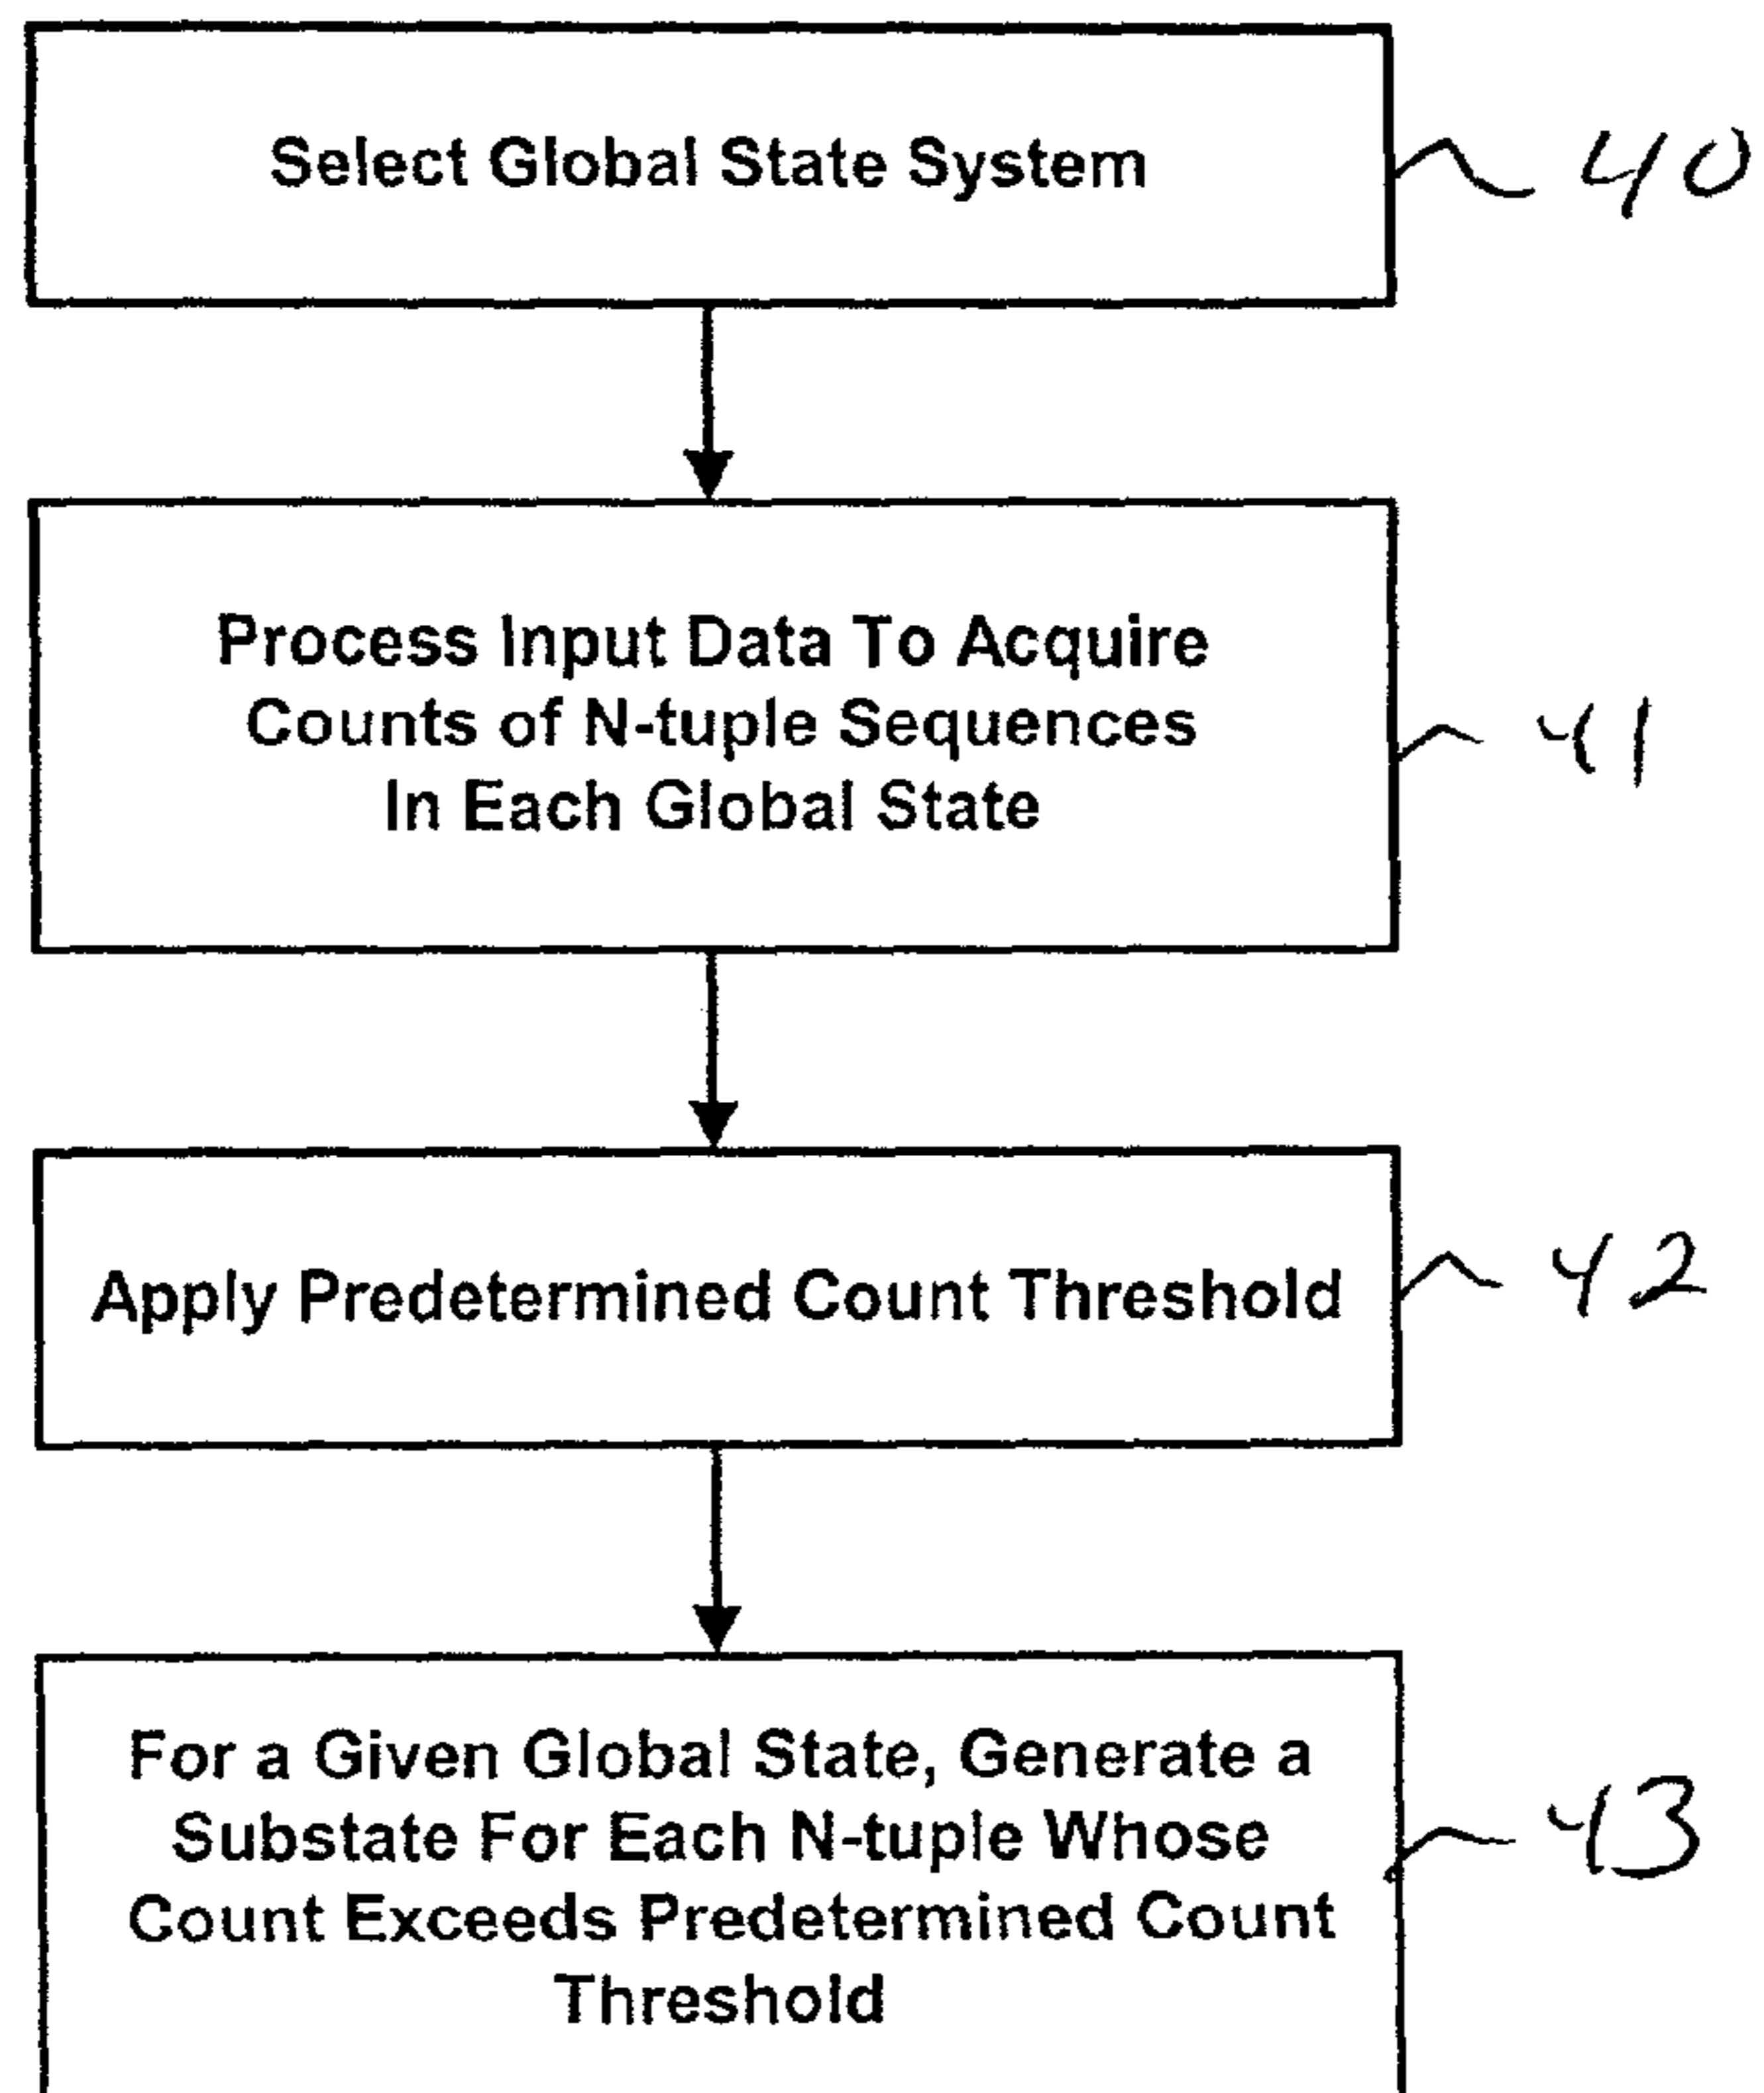 Select Global State System
40
Process Input Data To Acquire
Counts of N-tuple Sequences
In Each Global State
41
Apply Predetermined Count Threshold
42
For a Given Global State, Generate a
Substate For Each N-tuple Whose
Count Exceeds Predetermined Count
Threshold
43